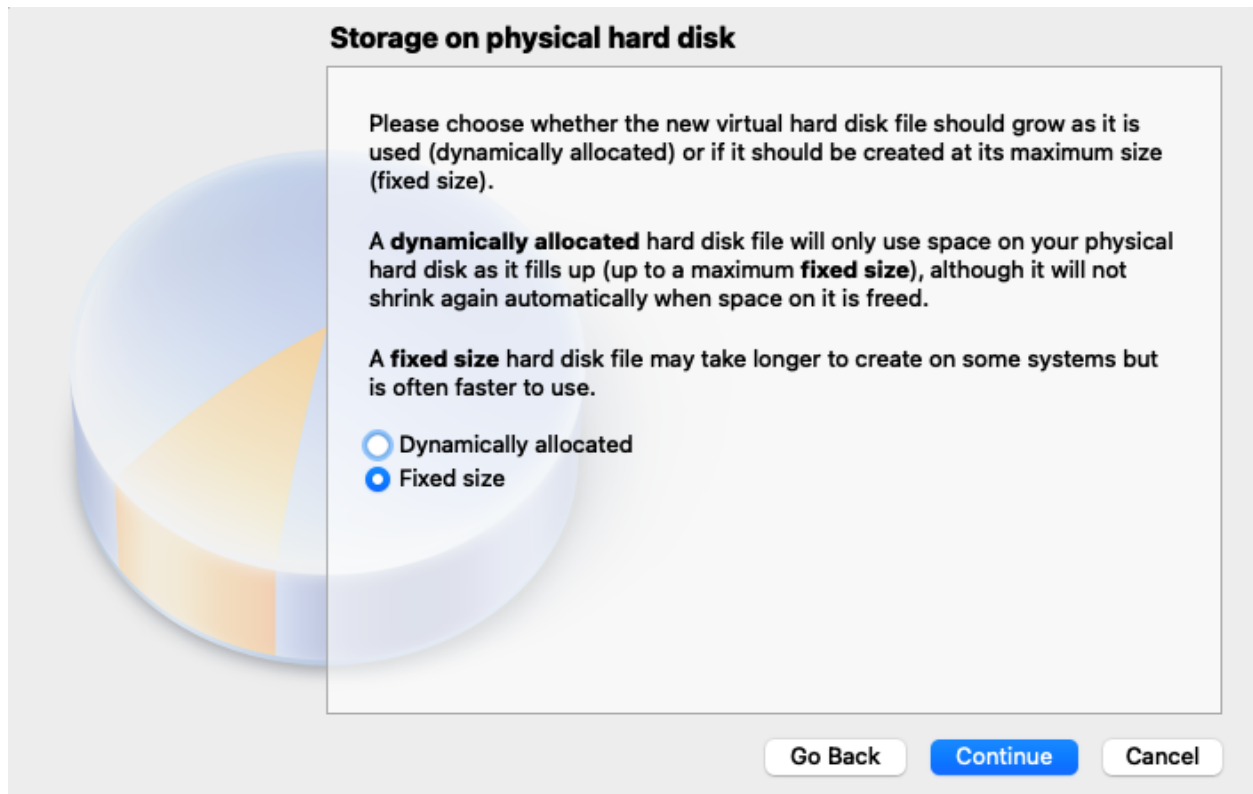 Storage on physical hard disk
Please choose whether the new virtual hard disk file should grow as it is
used (dynamically allocated) or if it should be created at its maximum size
(fixed size).
A dynamically allocated hard disk file will only use space on your physical
hard disk as it fills up (up to a maximum fixed size), although it will not
shrink again automatically when space on it is freed.
A fixed size hard disk file may take longer to create on some systems but
is often faster to use.
Dynamically allocated
Fixed size
Go Back Continue Cancel